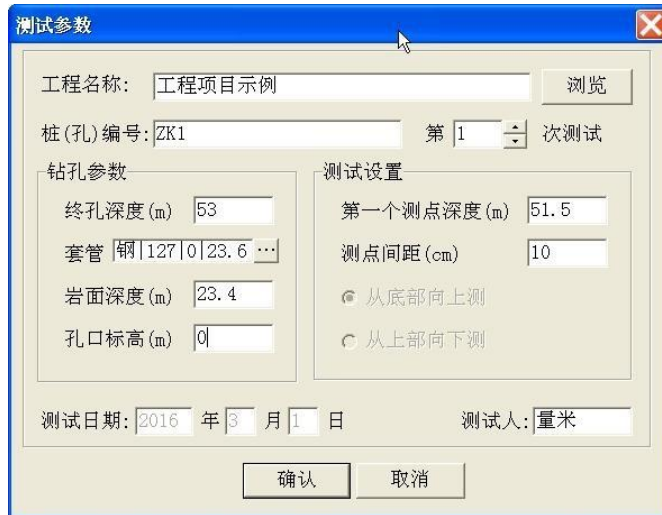 测试参数
工程名称: 工程项目示例 浏览
桩(孔)编号: ZK1 第 1 次测试
钻孔参数 测试设置
终孔深度(m) 53 第一个测点深度(m) 51.5
套管 钢|127|0|23.6 ... 测点间距(cm) 10
岩面深度(m) 23.4 从底部向上测
孔口标高(m) 0 从上部向下测
测试日期: 2016 年 3 月 1 日 测试人: 量米
确认 取消